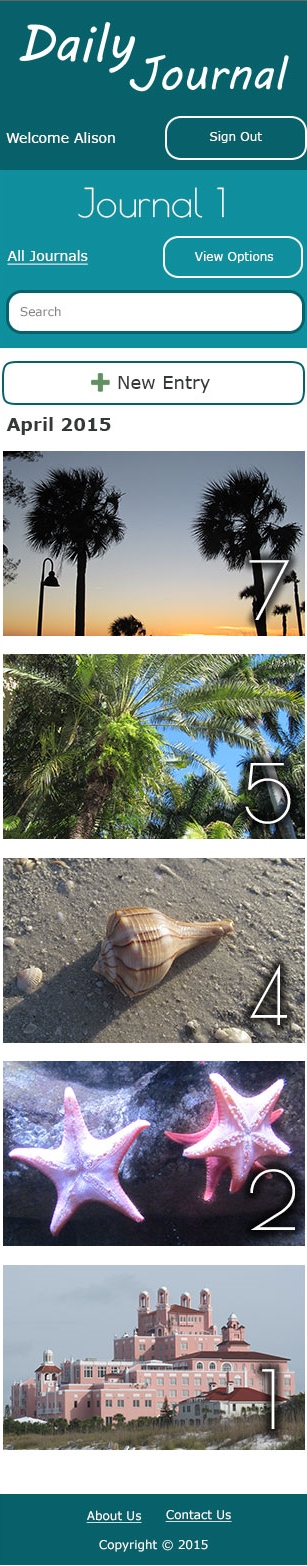 Daily
Journal
Welcome Alison
Sign Out
Journal 1
All Journals
View Options
Search
New Entry
April 2015
7
5
4
2
1
About Us
Contact Us
Copyright © 2015